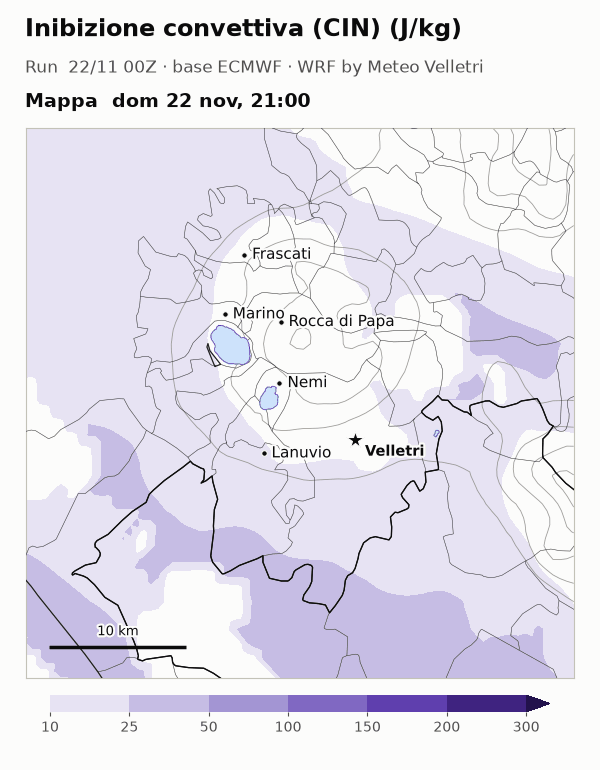 Inibizione convettiva (CIN) (J/kg)
Run  22/11 00Z · base ECMWF · WRF by Meteo Velletri
Mappa  dom 22 nov, 21:00
Frascati
Marino
Rocca di Papa
Nemi
Velletri
Lanuvio
10 km
10 25 50 100 150 200 300